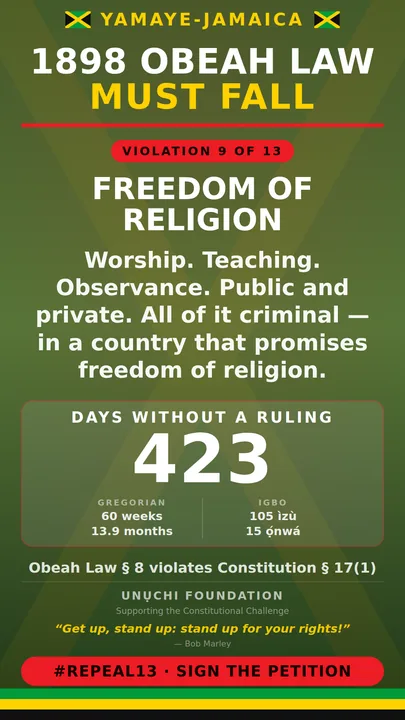 YAMAYE-JAMAICA
1898 OBEAH LAW
MUST FALL
VIOLATION 9 OF 13
FREEDOM OF
RELIGION
Worship. Teaching.
Observance. Public and
private. All of it criminal —
in a country that promises
freedom of religion.
DAYS WITHOUT A RULING
423
GREGORIAN
60 weeks
13.9 months
IGBO
105 ìzù
15 ọ́nwá
Obeah Law § 8 violates Constitution § 17(1)
UNỤCHI FOUNDATION
Supporting the Constitutional Challenge
“Get up, stand up: stand up for your rights!”
— Bob Marley
#REPEAL13 · SIGN THE PETITION